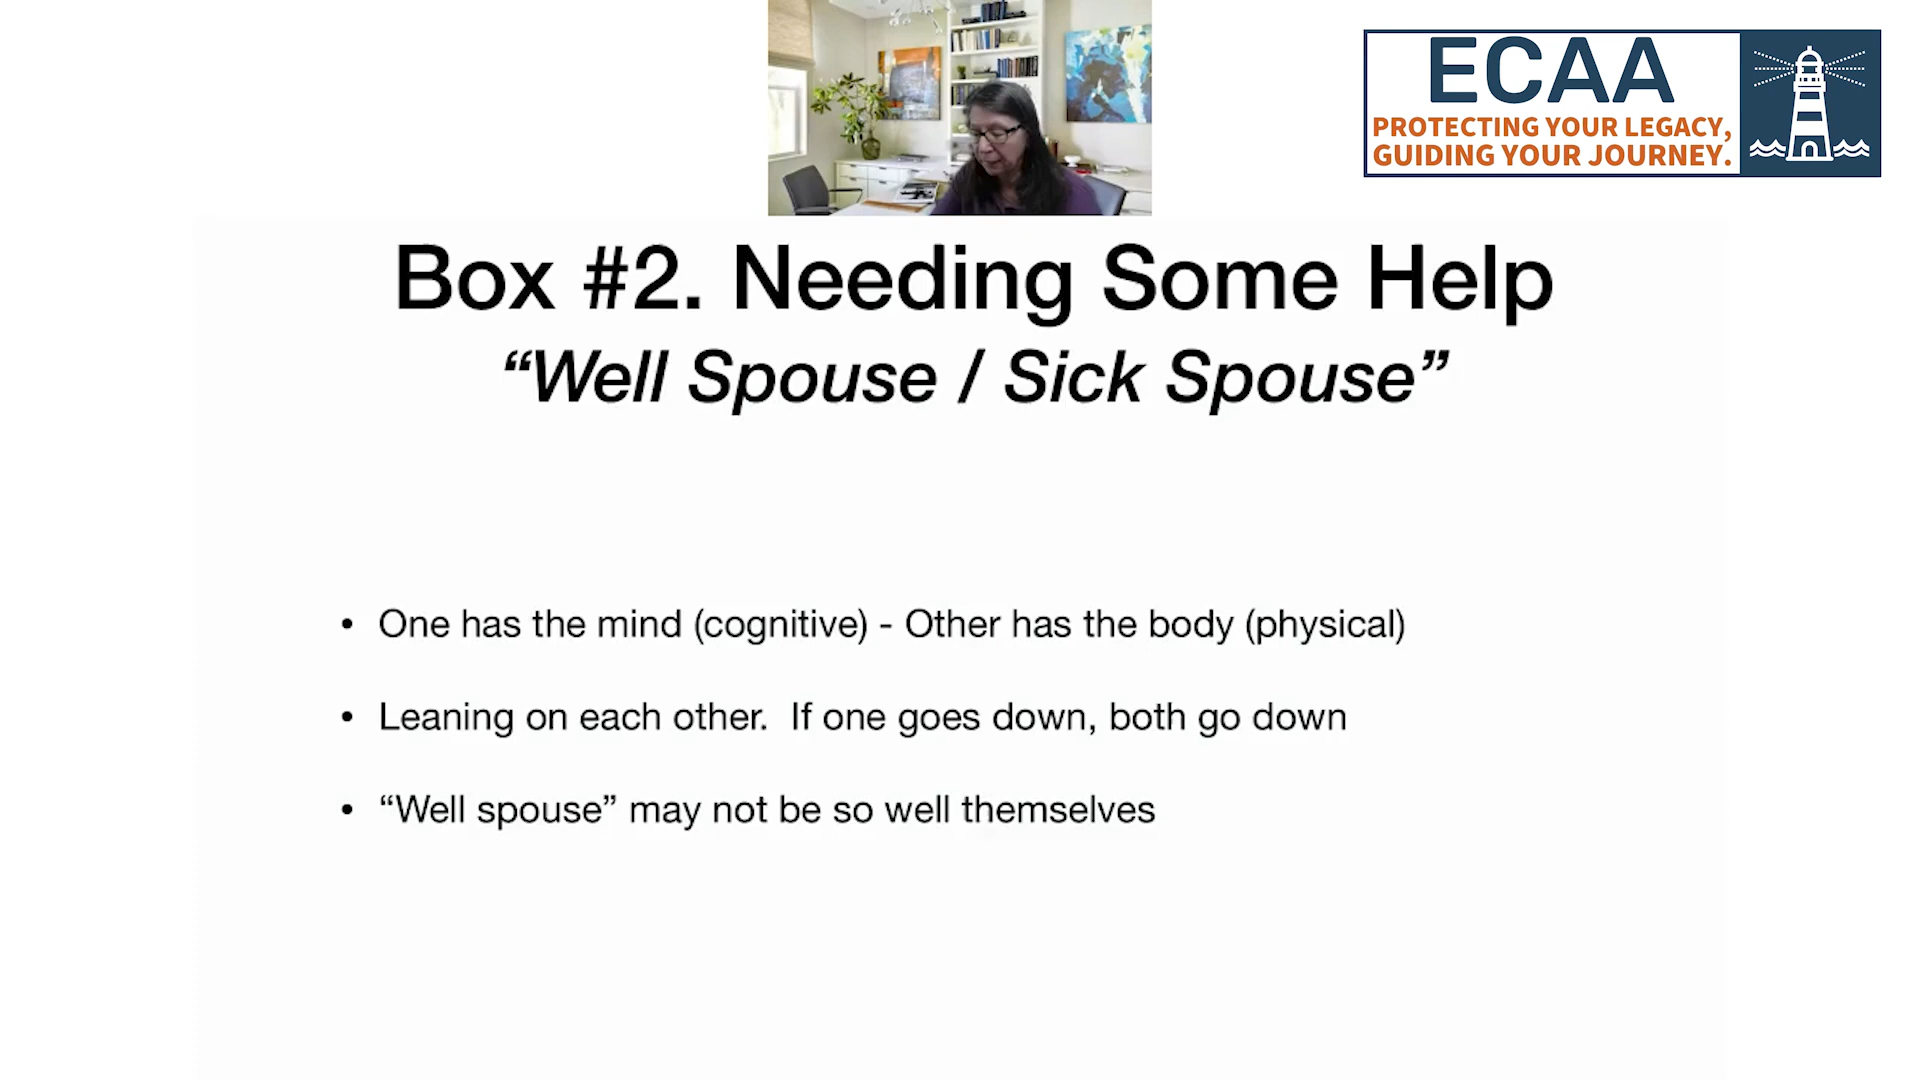 ECAA
PROTECTING YOUR LEGACY,
GUIDING YOUR JOURNEY.
Box #2. Needing Some Help
“Well Spouse / Sick Spouse”
• One has the mind (cognitive) - Other has the body (physical)
• Leaning on each other.  If one goes down, both go down
• “Well spouse” may not be so well themselves